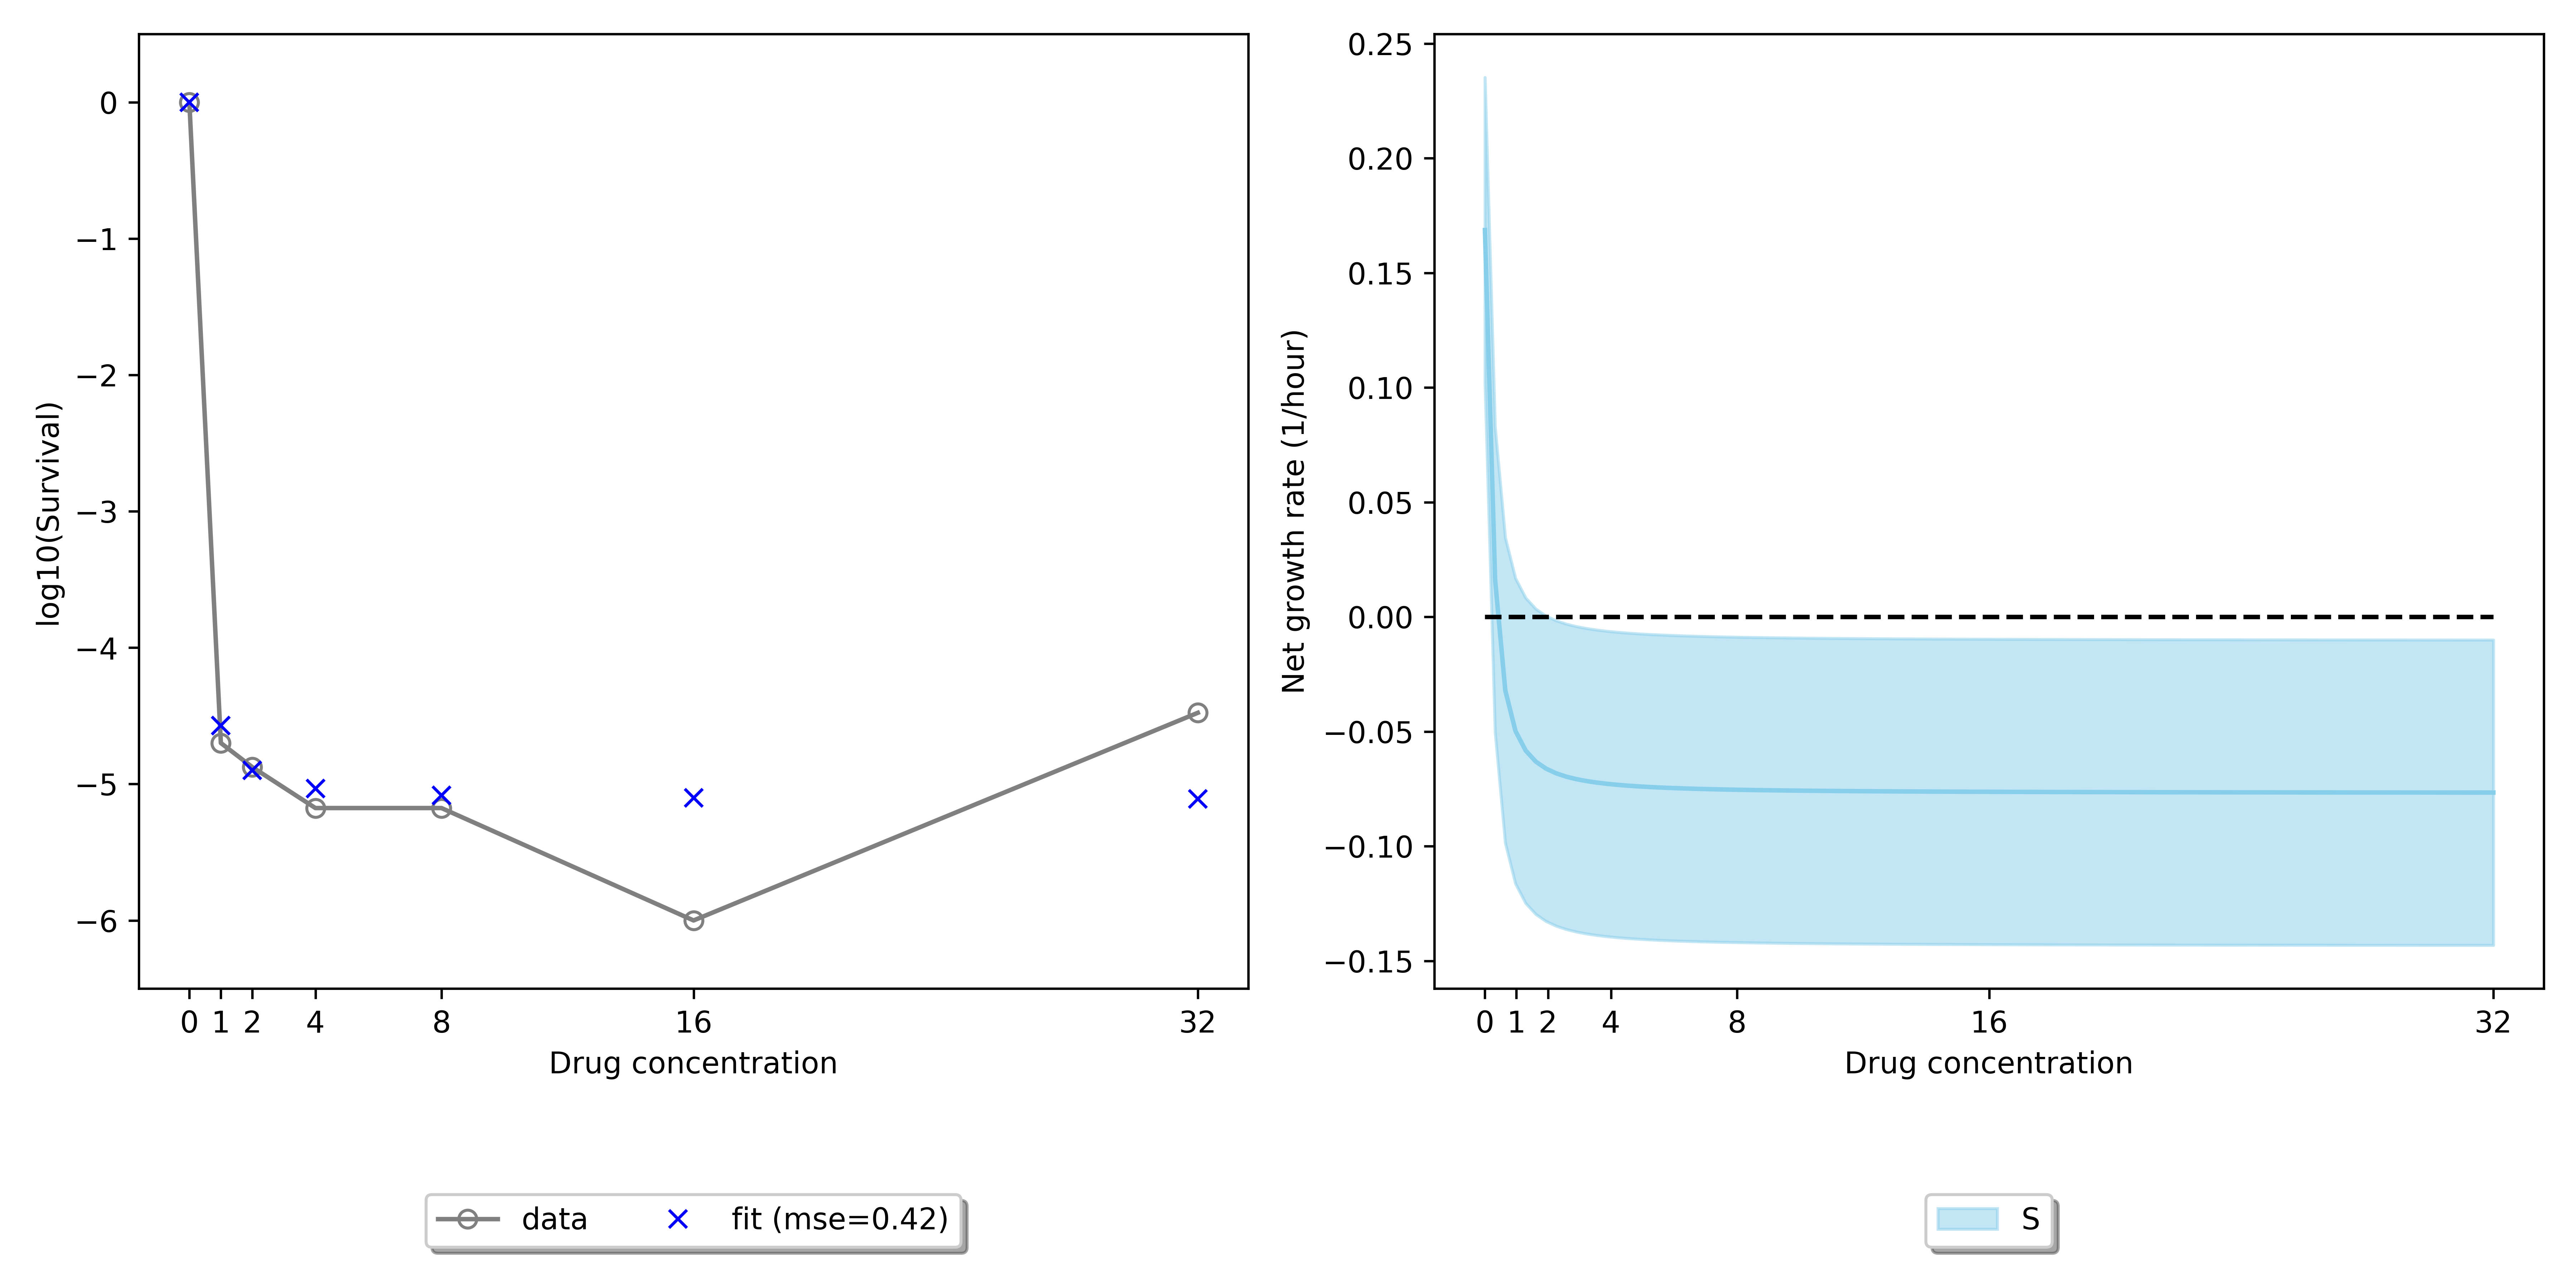 log10(Survival)
0
−1
−2
−3
−4
−5
−6
0 1 2 4 8 16 32
Drug concentration
data fit (mse=0.42)
Net growth rate (1/hour)
0.25
0.20
0.15
0.10
0.05
0.00
−0.05
−0.10
−0.15
0 1 2 4 8 16 32
Drug concentration
S